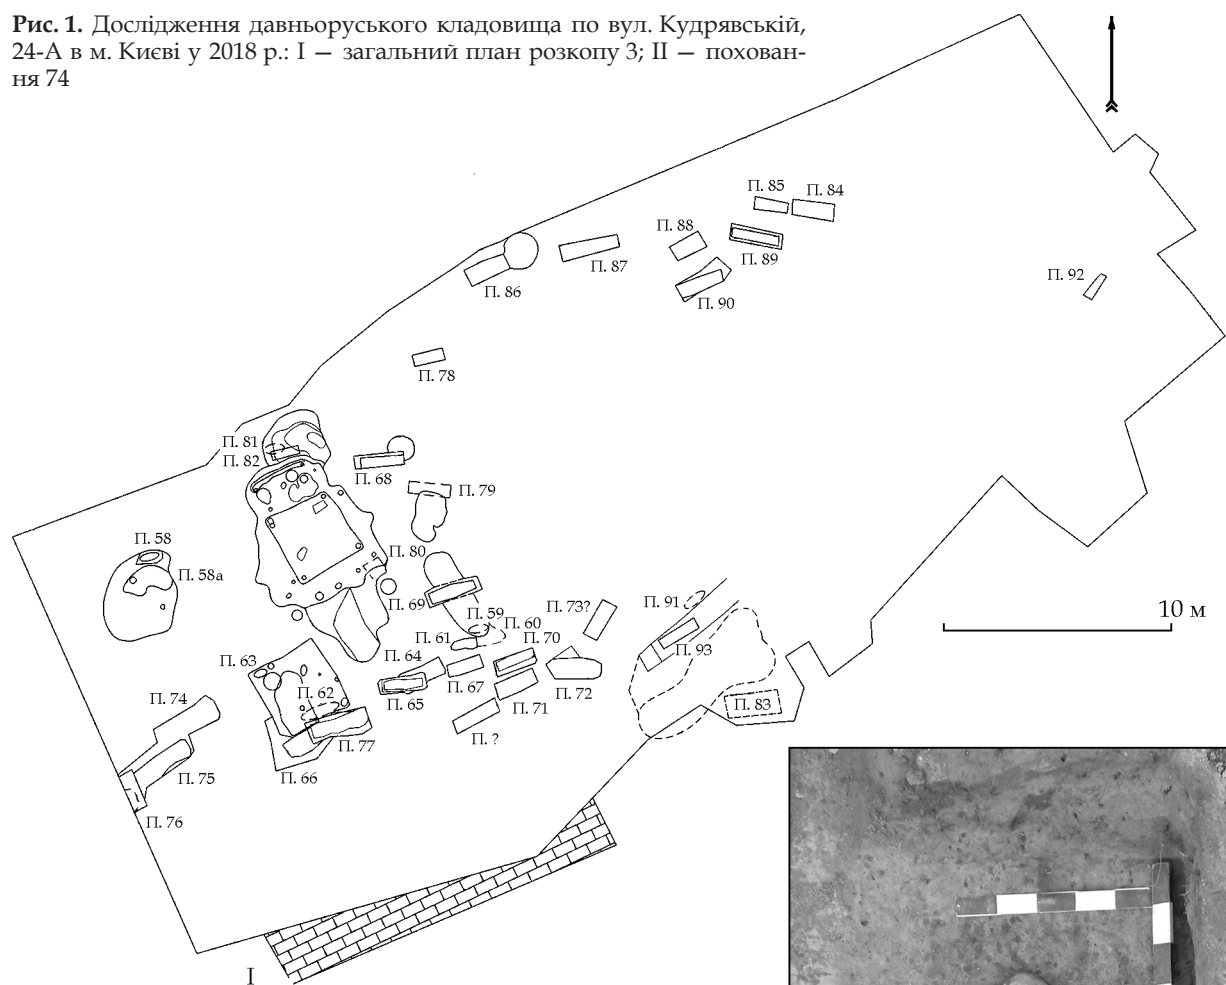 Рис. 1. Дослідження давньоруського кладовища по вул. Кудрявській,
24-А в м. Києві у 2018 р.: І — загальний план розкопу 3; ІІ — похован-
ня 74
П. 85
П. 84
П. 88
П. 89
П. 87
П. 86
П. 90
П. 92
П. 78
П. 81
П. 82
П. 68
П. 79
П. 58
П. 58а
П. 80
П. 69
П. 59
П. 60
П. 73?
П. 91
10 м
П. 61
П. 70
П. 93
П. 63
П. 64
П. 67
П. 72
П. 74
П. 62
П. 65
П. 71
П. 83
П. ?
П. 77
П. 75
П. 66
П. 76
І